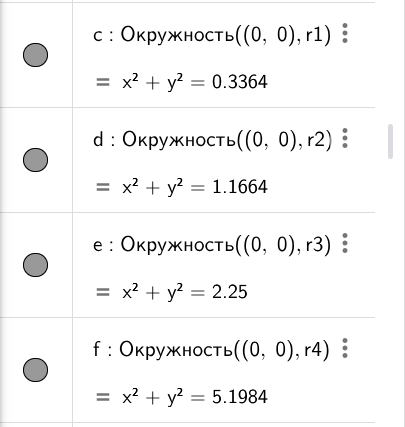 c : Окружность((0, 0), r1)
= x² + y² = 0.3364
d : Окружность((0, 0), r2)
= x² + y² = 1.1664
e : Окружность((0, 0), r3)
= x² + y² = 2.25
f : Окружность((0, 0), r4)
= x² + y² = 5.1984